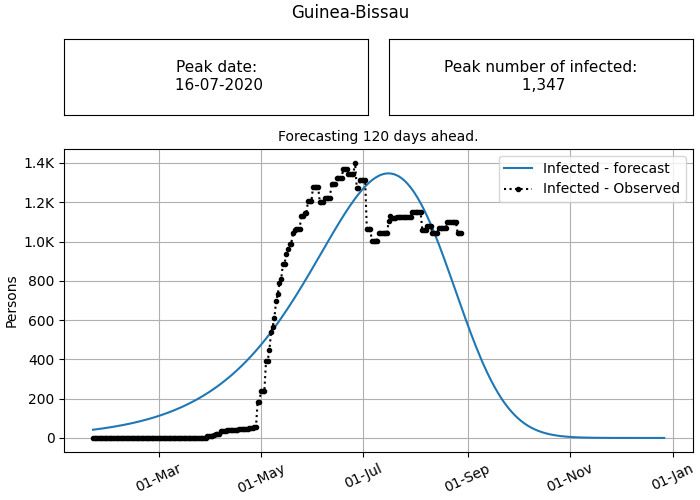 Guinea-Bissau
Peak date:
16-07-2020
Peak number of infected:
1,347
Forecasting 120 days ahead.
Infected - forecast
Infected - Observed
Persons
1.4K
1.2K
1.0K
800
600
400
200
0
01-Mar
01-May
01-Jul
01-Sep
01-Nov
01-Jan